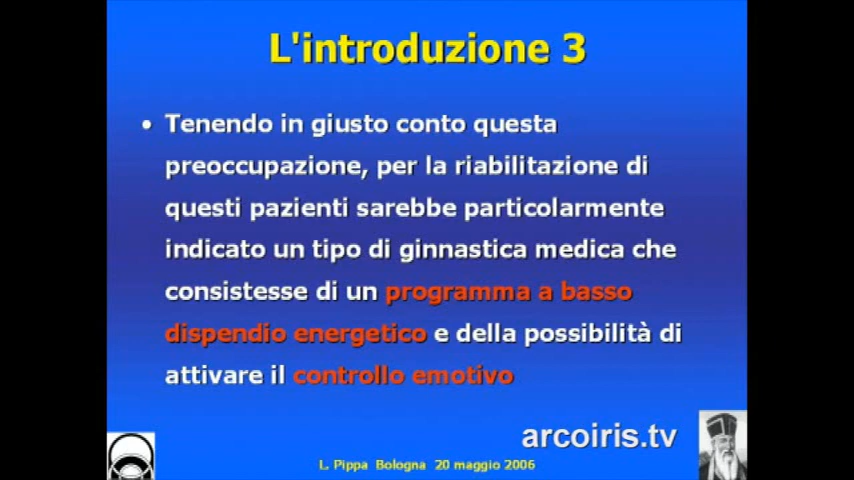 L'introduzione 3
• Tenendo in giusto conto questa
preoccupazione, per la riabilitazione di
questi pazienti sarebbe particolarmente
indicato un tipo di ginnastica medica che
consistesse di un programma a basso
dispendio energetico e della possibilità di
attivare il controllo emotivo
arcoiris.tv
L. Pippa Bologna 20 maggio 2006